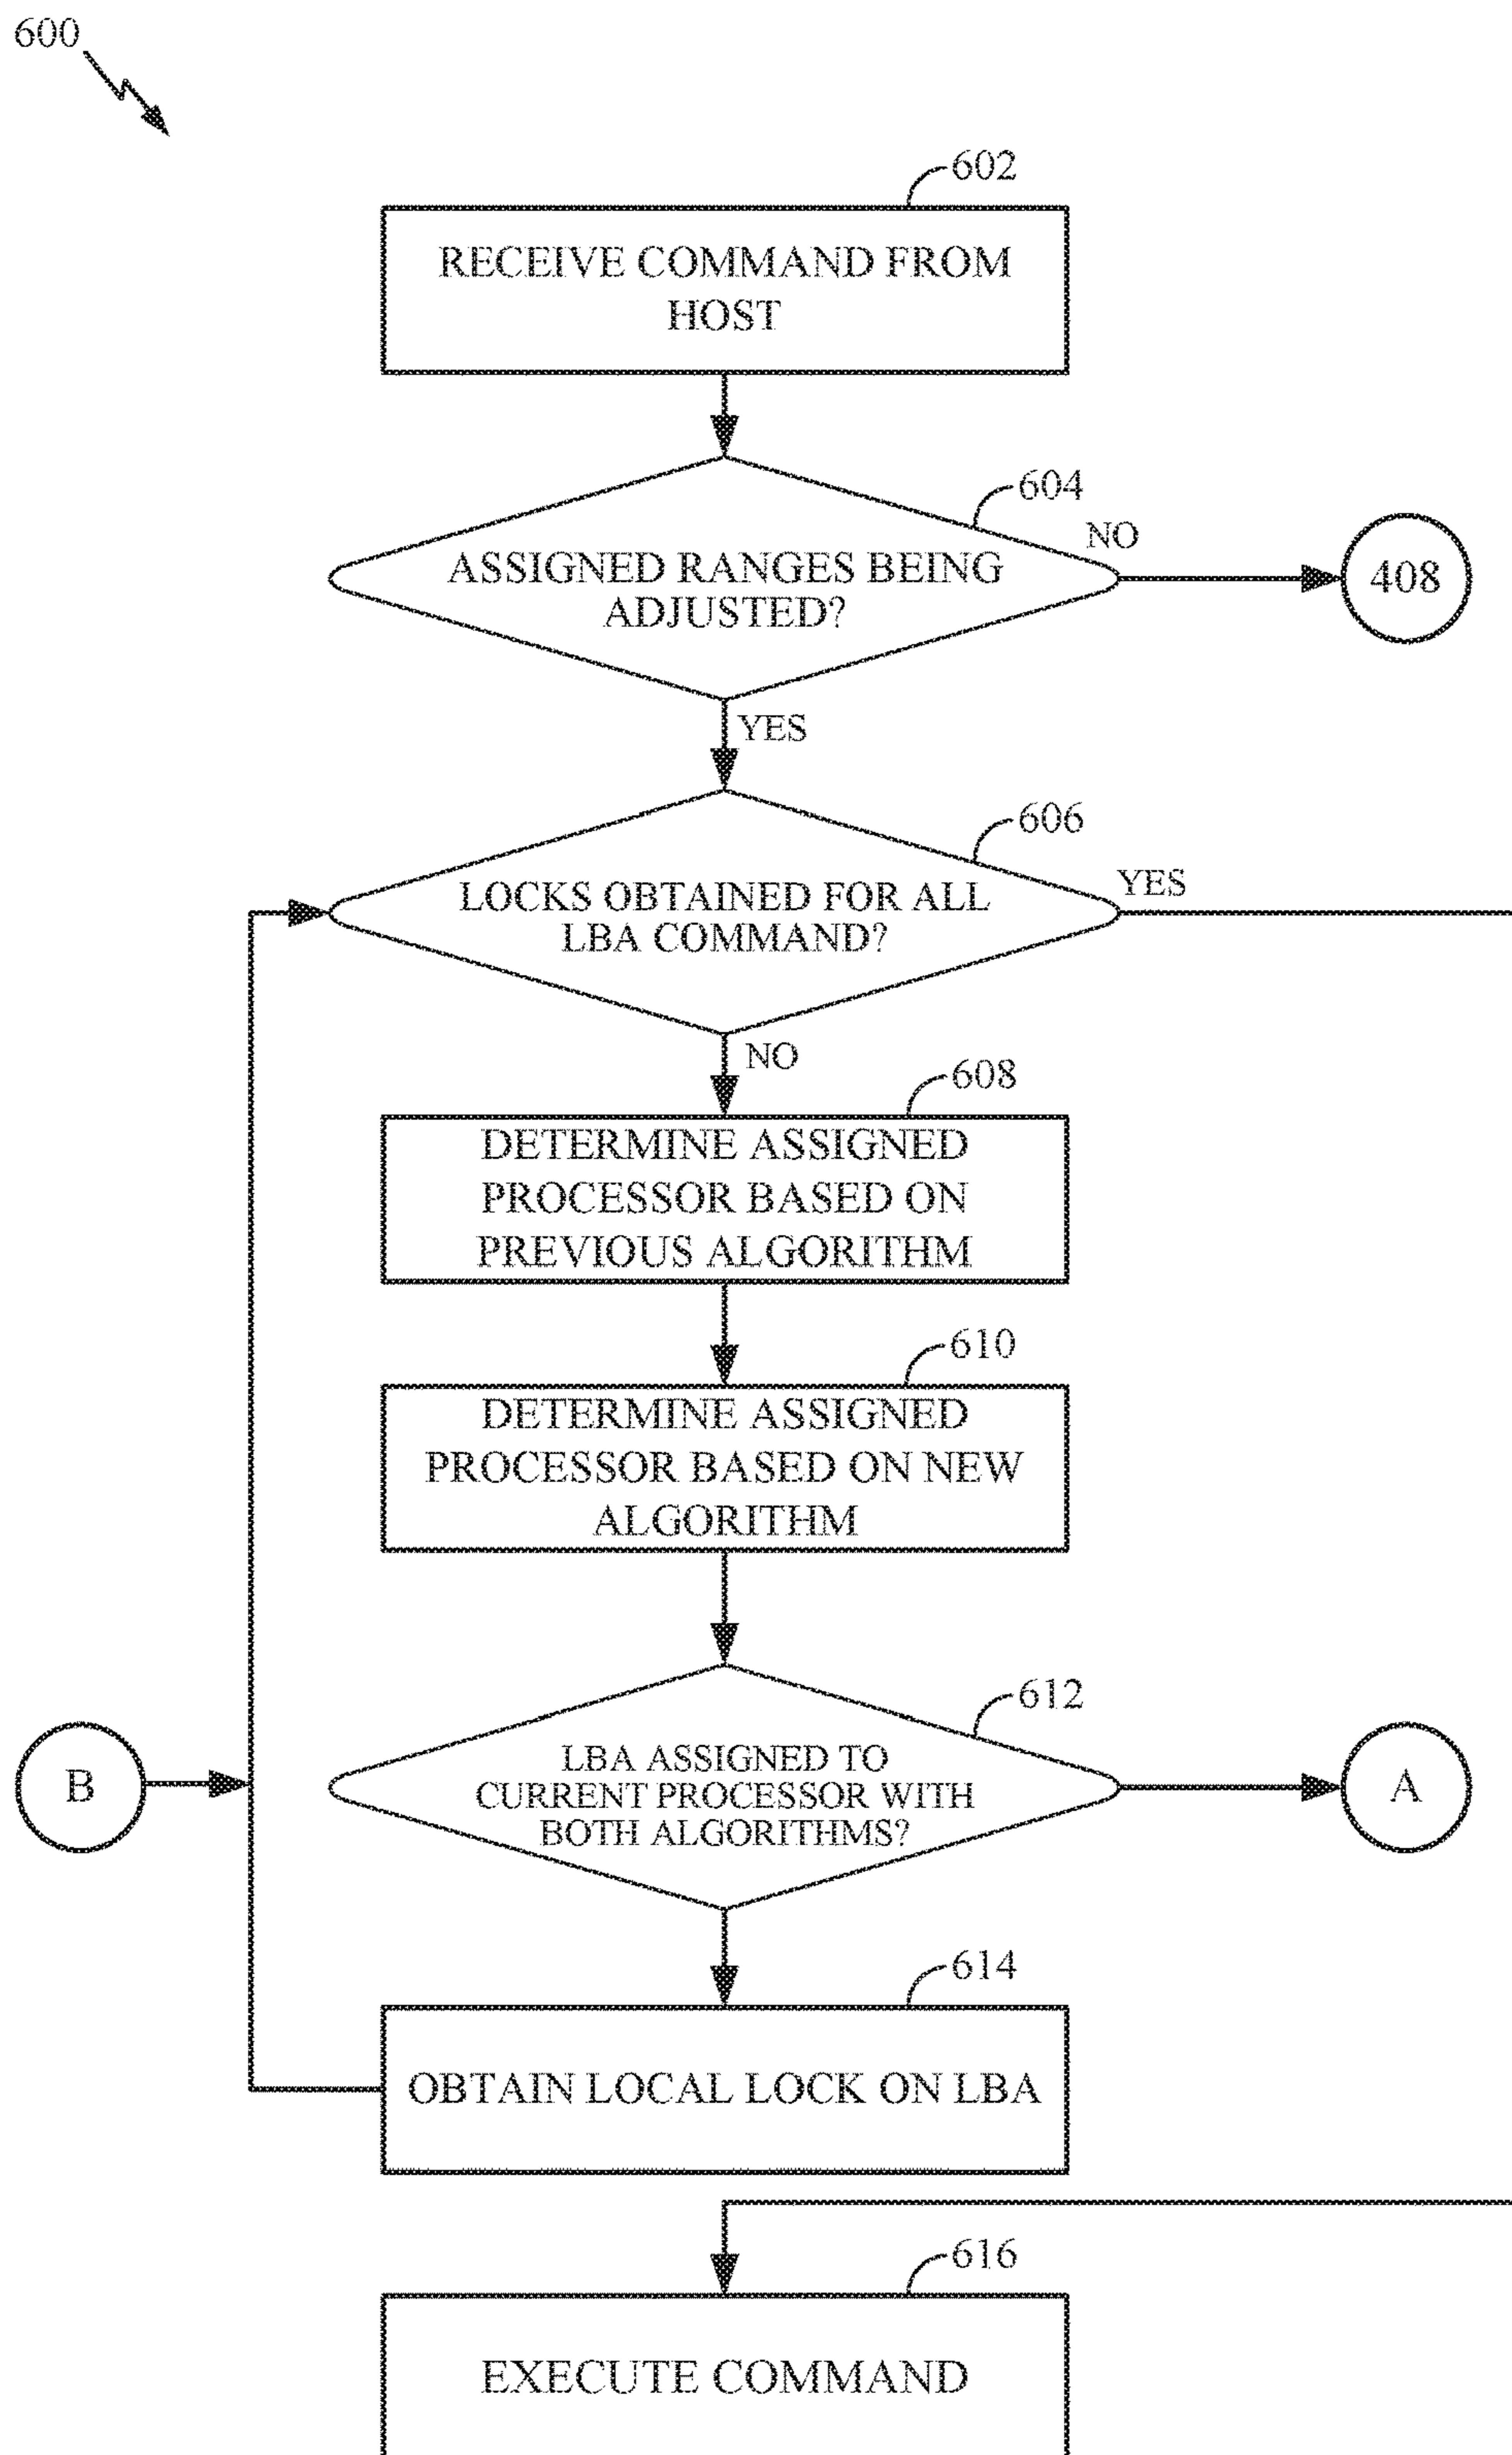 600
602
RECEIVE COMMAND FROM
HOST
604
NO
ASSIGNED RANGES BEING
ADJUSTED?
408
YES
606
YES
LOCKS OBTAINED FOR ALL
LBA COMMAND?
NO
608
DETERMINE ASSIGNED
PROCESSOR BASED ON
PREVIOUS ALGORITHM
610
DETERMINE ASSIGNED
PROCESSOR BASED ON NEW
ALGORITHM
612
LBA ASSIGNED TO
CURRENT PROCESSOR WITH
BOTH ALGORITHMS?
B
A
614
OBTAIN LOCAL LOCK ON LBA
616
EXECUTE COMMAND